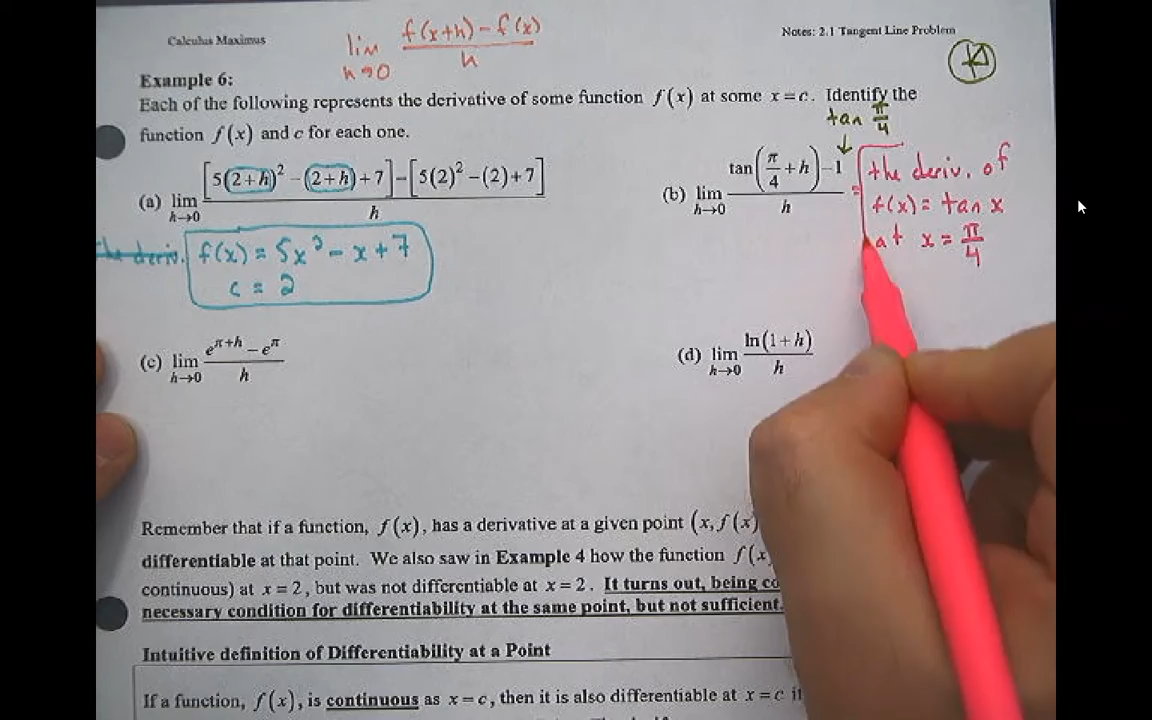 Calculus Maximus
Notes: 2.1 Tangent Line Problem
lim h→0 f(x+h) - f(x) / h
Example 6:
Each of the following represents the derivative of some function f(x) at some x = c. Identify the
function f(x) and c for each one.
tan π/4
(a) lim h→0 [5(2+h)² − (2+h) + 7] − [5(2)² − (2) + 7] / h
(b) lim h→0 tan(π/4 + h) − 1 / h =
the deriv. of
f(x) = tan x
at x = π/4
the deriv.
f(x) = 5x² − x + 7
c = 2
(c) lim h→0 e^(π+h) − e^π / h
(d) lim h→0 ln(1+h) / h
Remember that if a function, f(x), has a derivative at a given point (x, f(x)
differentiable at that point. We also saw in Example 4 how the function f(x
continuous) at x = 2, but was not differentiable at x = 2. It turns out, being co
necessary condition for differentiability at the same point, but not sufficient.
Intuitive definition of Differentiability at a Point
If a function, f(x), is continuous as x = c, then it is also differentiable at x = c